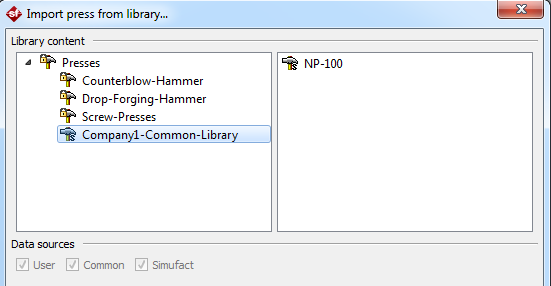 Import press from library...
Library content
Presses
Counterblow-Hammer
Drop-Forging-Hammer
Screw-Presses
Company1-Common-Library
NP-100
Data sources
User Common Simufact